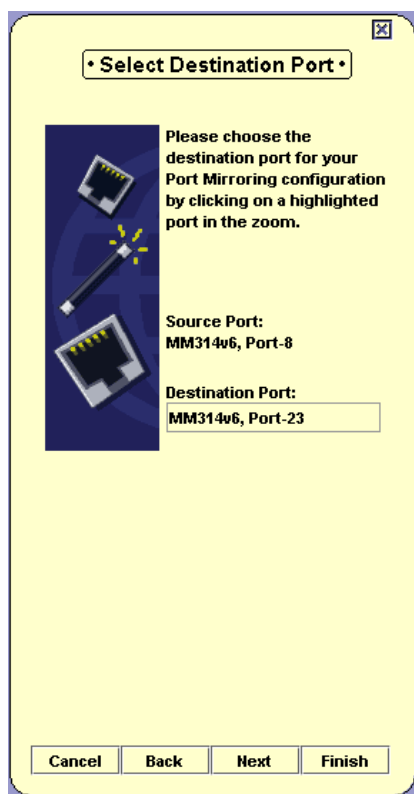 • Select Destination Port •
Please choose the
destination port for your
Port Mirroring configuration
by clicking on a highlighted
port in the zoom.
Source Port:
MM314v6, Port-8
Destination Port:
MM314v6, Port-23
Cancel Back Next Finish